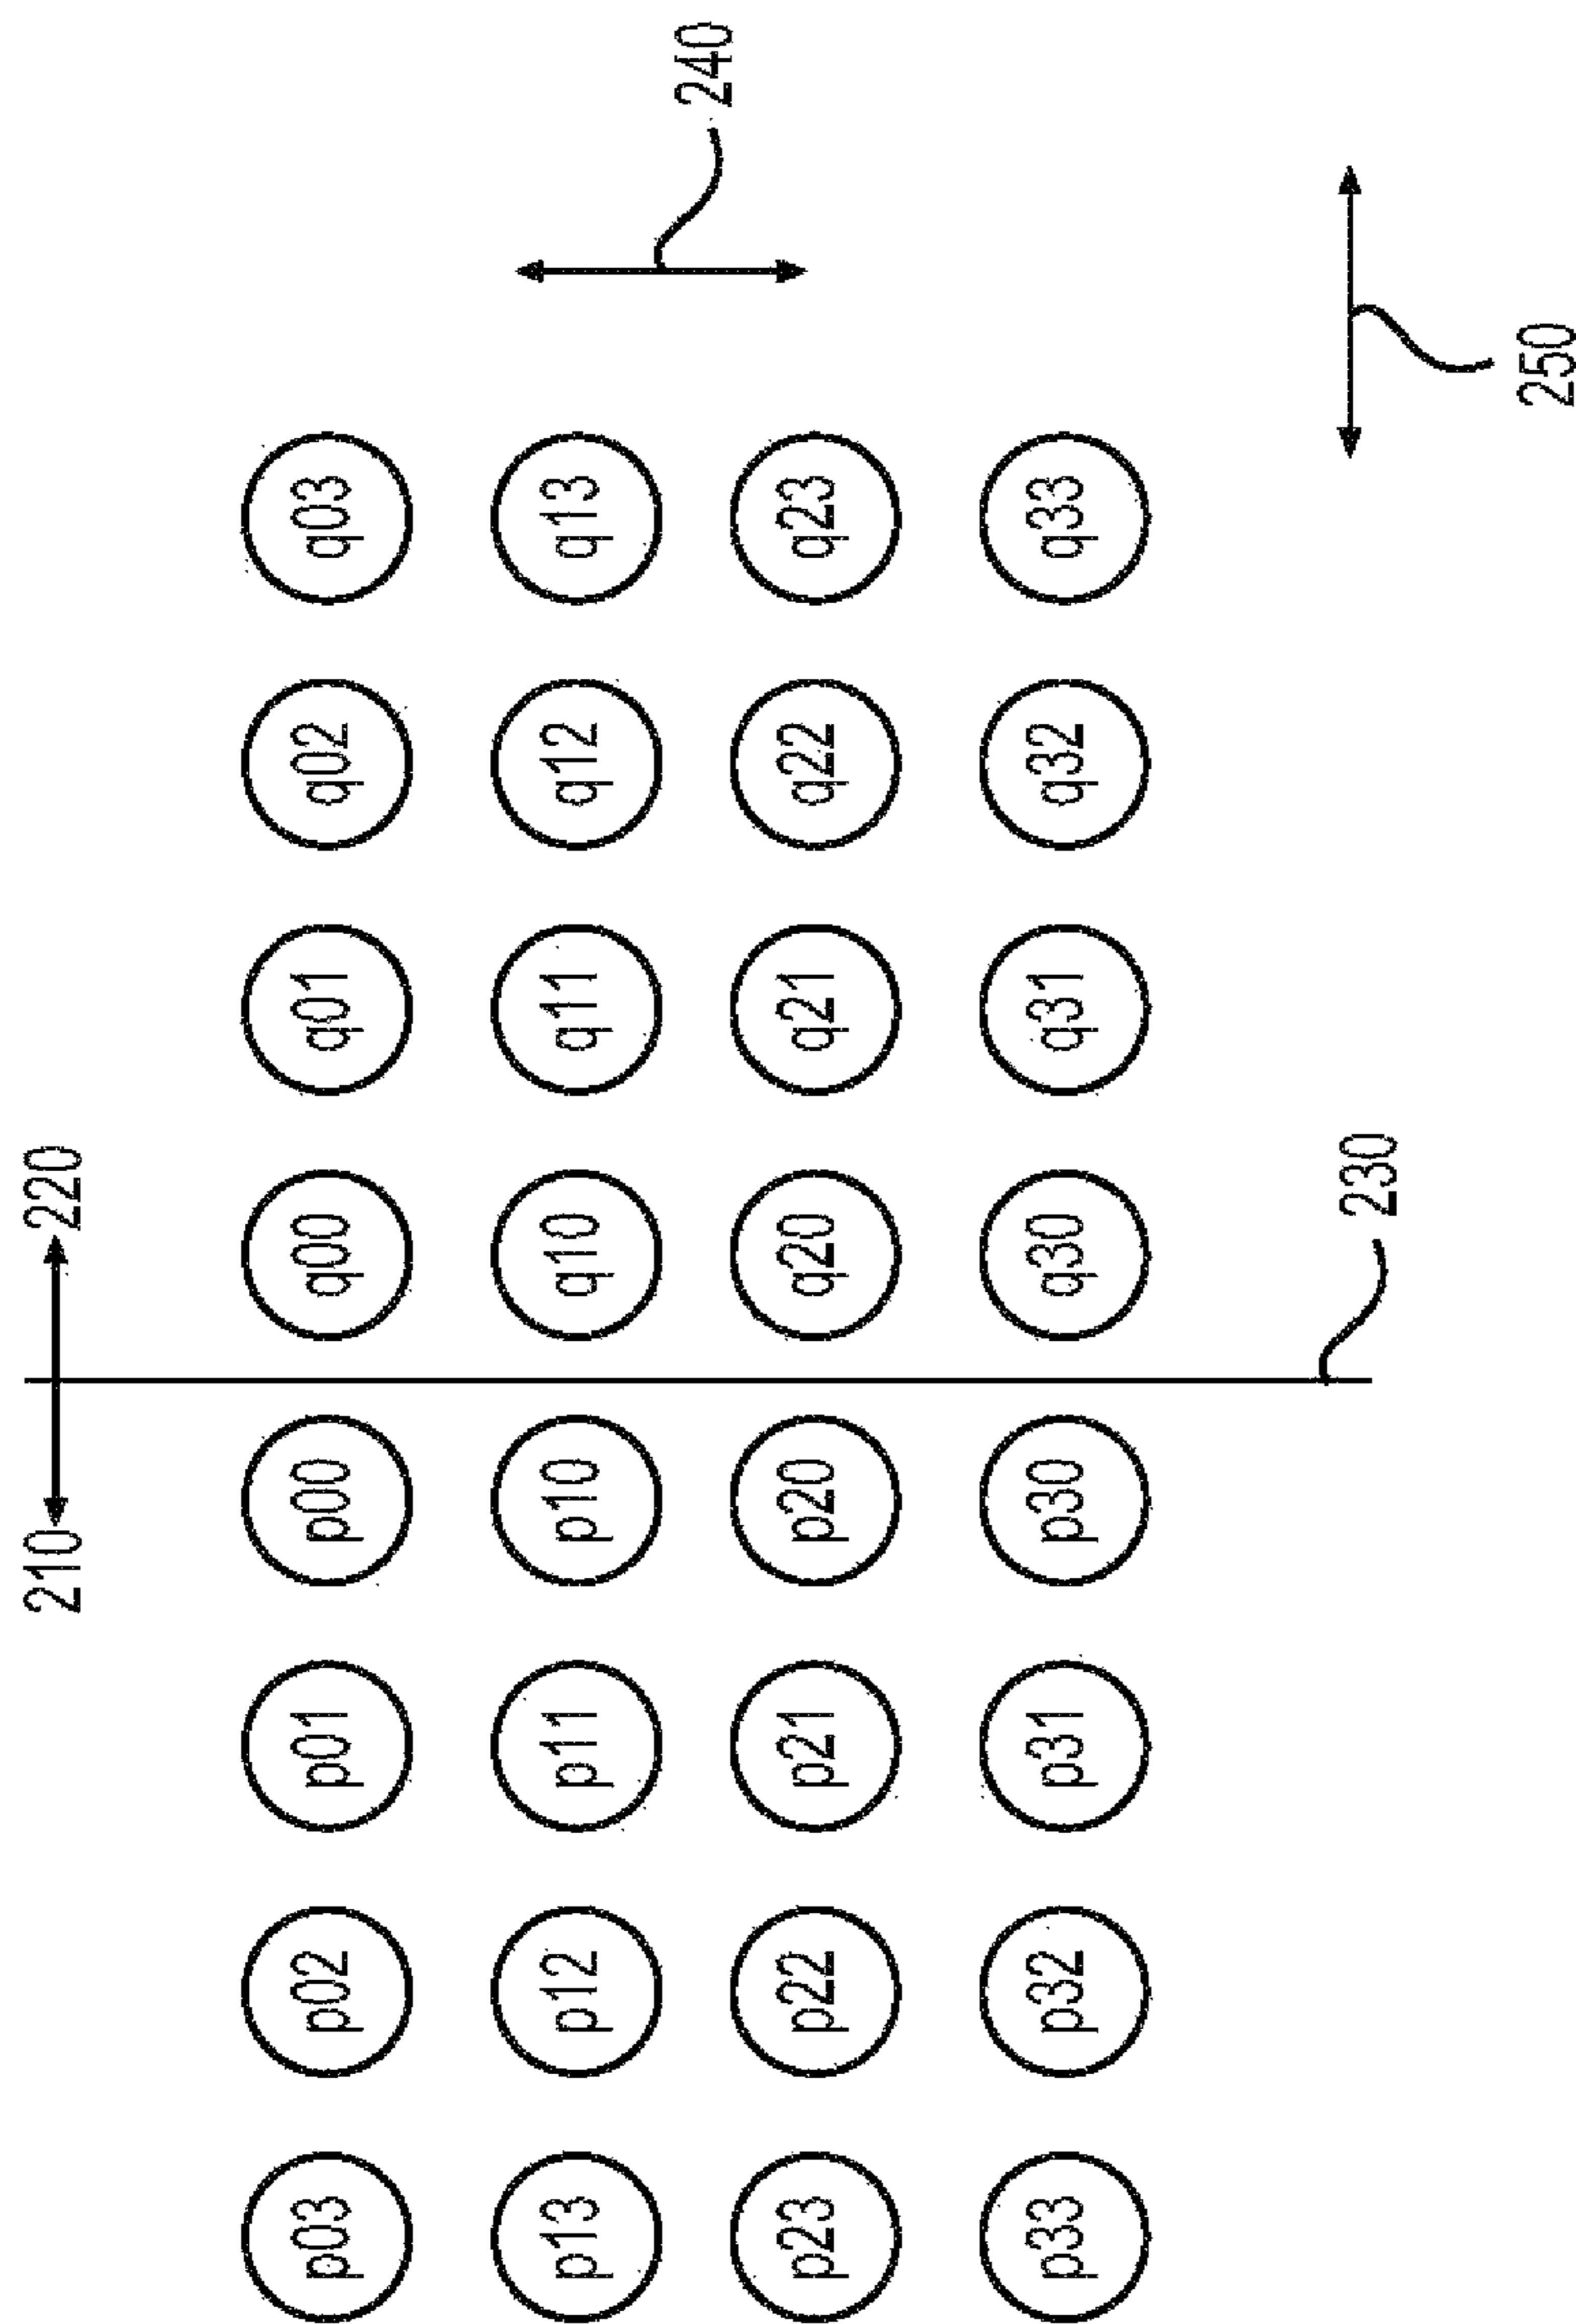 210 220
p03 p02 p01 p00 q00 q01 q02 q03
p13 p12 p11 p10 q10 q11 q12 q13
240
p23 p22 p21 p20 q20 q21 q22 q23
p33 p32 p31 p30 q30 q31 q32 q33
230
250